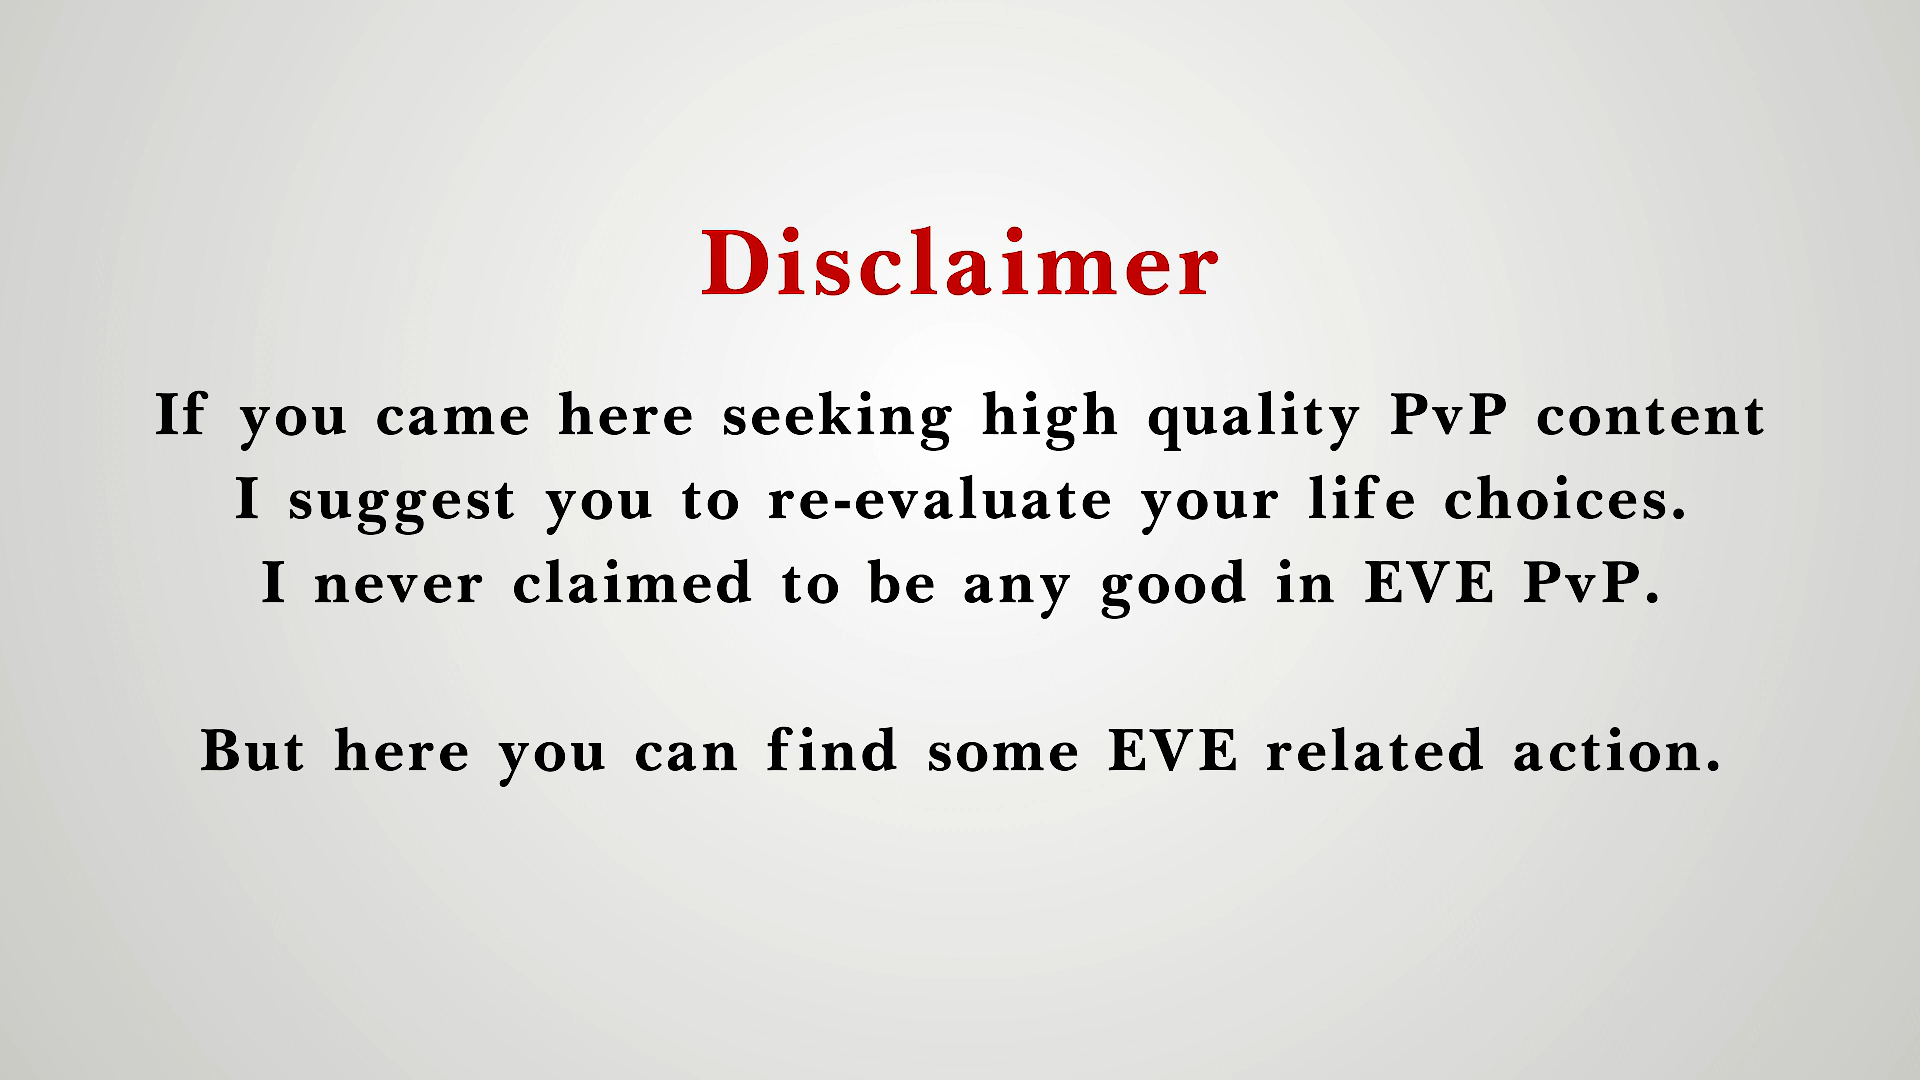 Disclaimer
If you came here seeking high quality PvP content
I suggest you to re-evaluate your life choices.
I never claimed to be any good in EVE PvP.
But here you can find some EVE related action.